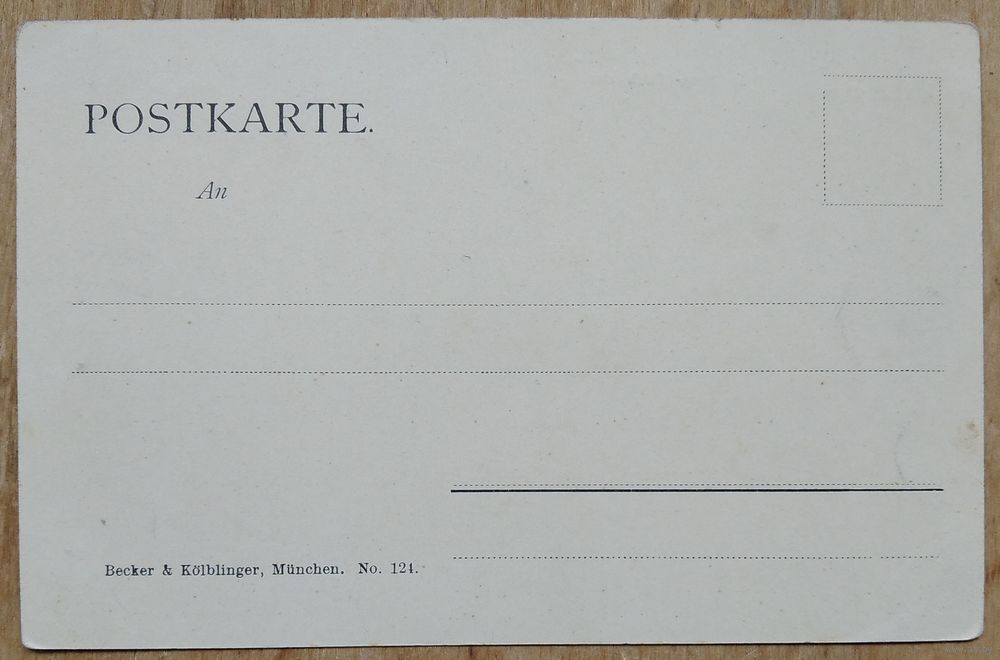 POSTKARTE.
An
Becker & Kölblinger, München. No. 124.